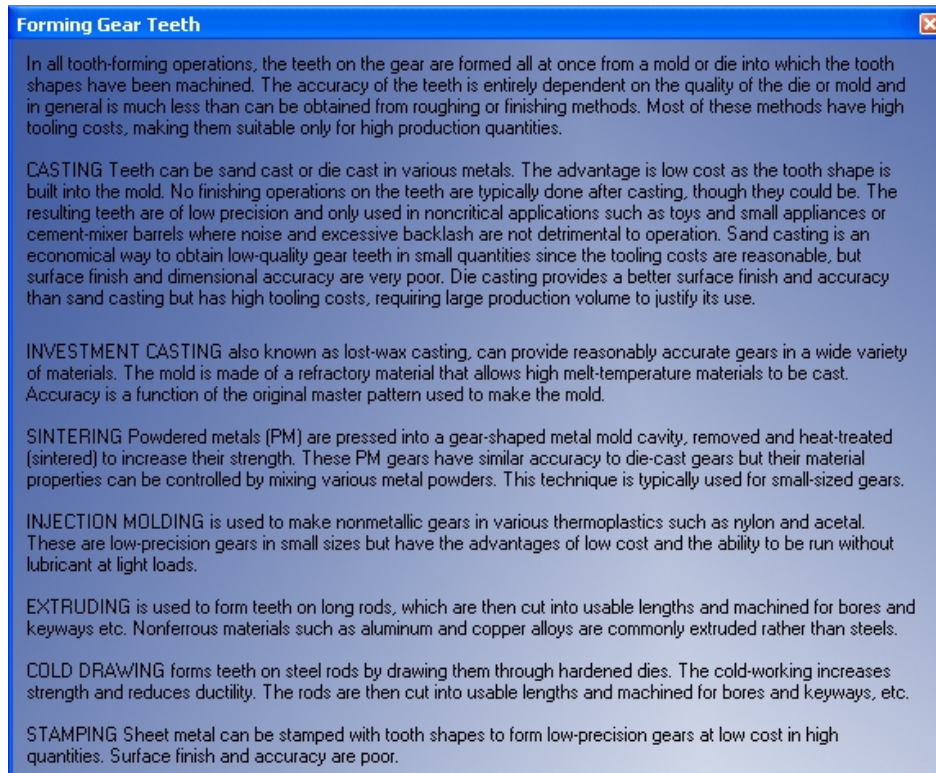 Forming Gear Teeth
In all tooth-forming operations, the teeth on the gear are formed all at once from a mold or die into which the tooth
shapes have been machined. The accuracy of the teeth is entirely dependent on the quality of the die or mold and
in general is much less than can be obtained from roughing or finishing methods. Most of these methods have high
tooling costs, making them suitable only for high production quantities.
CASTING Teeth can be sand cast or die cast in various metals. The advantage is low cost as the tooth shape is
built into the mold. No finishing operations on the teeth are typically done after casting, though they could be. The
resulting teeth are of low precision and only used in noncritical applications such as toys and small appliances or
cement-mixer barrels where noise and excessive backlash are not detrimental to operation. Sand casting is an
economical way to obtain low-quality gear teeth in small quantities since the tooling costs are reasonable, but
surface finish and dimensional accuracy are very poor. Die casting provides a better surface finish and accuracy
than sand casting but has high tooling costs, requiring large production volume to justify its use.
INVESTMENT CASTING also known as lost-wax casting, can provide reasonably accurate gears in a wide variety
of materials. The mold is made of a refractory material that allows high melt-temperature materials to be cast.
Accuracy is a function of the original master pattern used to make the mold.
SINTERING Powdered metals (PM) are pressed into a gear-shaped metal mold cavity, removed and heat-treated
(sintered) to increase their strength. These PM gears have similar accuracy to die-cast gears but their material
properties can be controlled by mixing various metal powders. This technique is typically used for small-sized gears.
INJECTION MOLDING is used to make nonmetallic gears in various thermoplastics such as nylon and acetal.
These are low-precision gears in small sizes but have the advantages of low cost and the ability to be run without
lubricant at light loads.
EXTRUDING is used to form teeth on long rods, which are then cut into usable lengths and machined for bores and
keyways etc. Nonferrous materials such as aluminum and copper alloys are commonly extruded rather than steels.
COLD DRAWING forms teeth on steel rods by drawing them through hardened dies. The cold-working increases
strength and reduces ductility. The rods are then cut into usable lengths and machined for bores and keyways, etc.
STAMPING Sheet metal can be stamped with tooth shapes to form low-precision gears at low cost in high
quantities. Surface finish and accuracy are poor.